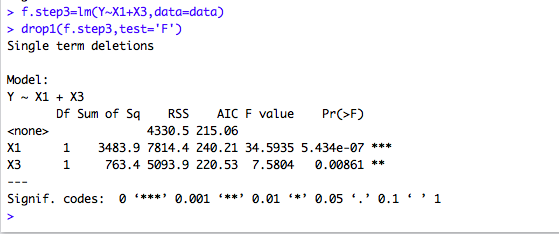 > f.step3=lm(Y~X1+X3,data=data)
> drop1(f.step3,test='F')
Single term deletions

Model:
Y ~ X1 + X3
       Df Sum of Sq    RSS    AIC F value    Pr(>F)
<none>              4330.5 215.06
X1      1    3483.9 7814.4 240.21 34.5935 5.434e-07 ***
X3      1     763.4 5093.9 220.53  7.5804   0.00861 **
---
Signif. codes:  0 ‘***’ 0.001 ‘**’ 0.01 ‘*’ 0.05 ‘.’ 0.1 ‘ ’ 1
>